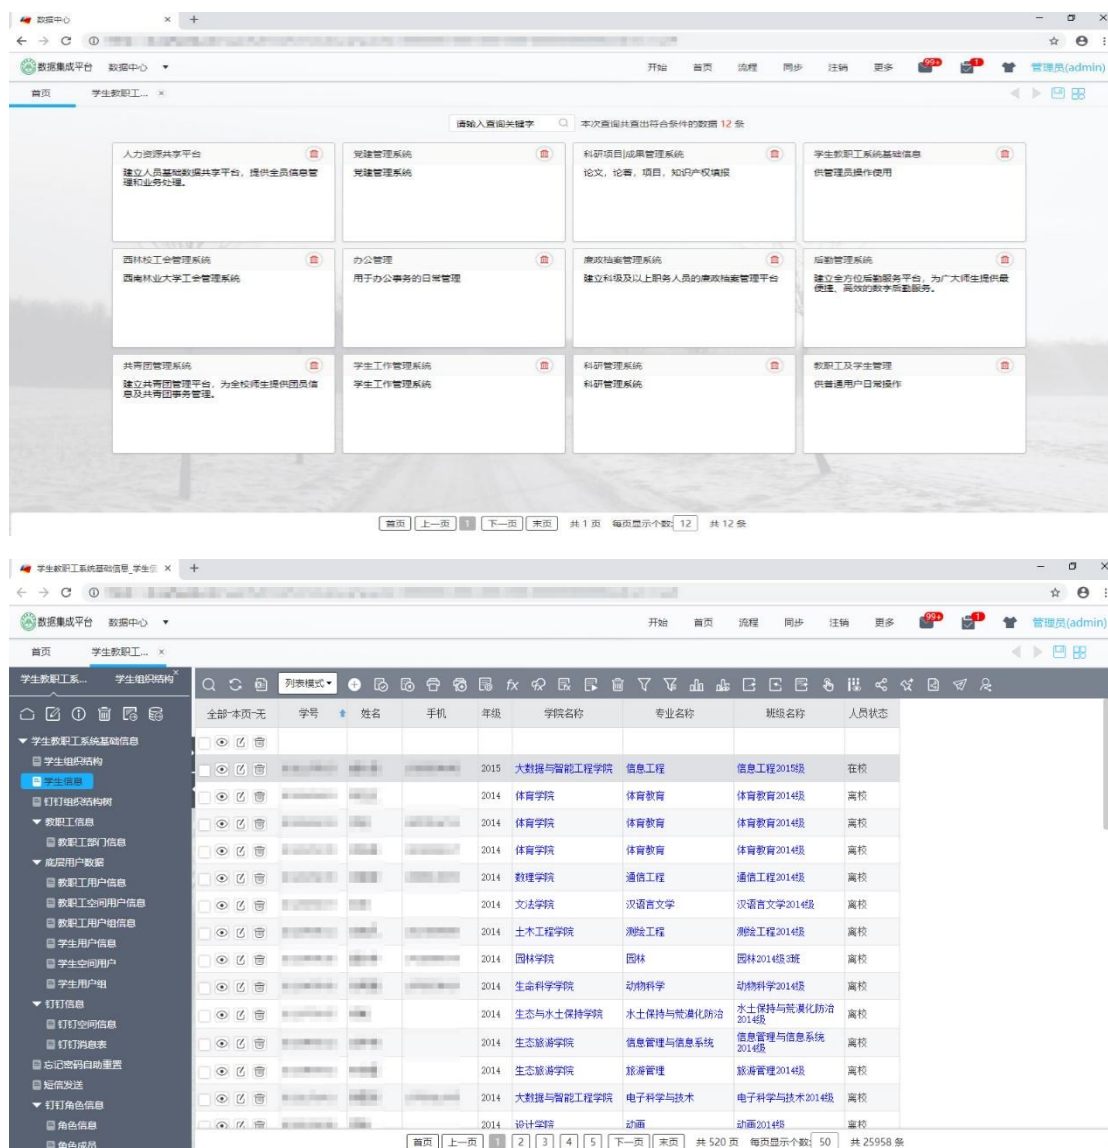 数据中心
数据集成平台 数据中心 开始 首页 流程 同步 注销 更多 99+ 1 管理员(admin)
首页 学生教职工...
请输入查询关键字 本次查询共查出符合条件的数据 12 条
人力资源共享平台
建立人员基础数据共享平台，提供全员信息管
理和业务处理。
党建管理系统
党建管理系统
科研项目|成果管理系统
论文，论著，项目，知识产权填报
学生教职工系统基础信息
供管理员操作使用
西林校工会管理系统
西南林业大学工会管理系统
办公管理
用于办公事务的日常管理
廉政档案管理系统
建立科级及以上职务人员的廉政档案管理平台
后勤管理系统
建立全方位后勤服务平台，为广大师生提供最
便捷、高效的数字后勤服务。
共青团管理系统
建立共青团管理平台，为全校师生提供团员信
息及共青团事务管理。
学生工作管理系统
学生工作管理系统
科研管理系统
科研管理系统
教职工及学生管理
供普通用户日常操作
首页 上一页 1 下一页 末页 共 1 页 每页显示个数: 12 共 12 条
学生教职工系统基础信息_学生信
数据集成平台 数据中心 开始 首页 流程 同步 注销 更多 99+ 1 管理员(admin)
首页 学生教职工...
学生教职工系... 学生组织结构
学生教职工系统基础信息
学生组织结构
学生信息
钉钉组织结构树
教职工信息
教职工部门信息
底层用户数据
教职工用户信息
教职工空间用户信息
教职工用户组信息
学生用户信息
学生空间用户
学生用户组
钉钉信息
钉钉空间信息
钉钉消息表
忘记密码自动重置
短信发送
钉钉角色信息
角色信息
角色成员
列表模式 fx
全部-本页-无 学号 姓名 手机 年级 学院名称 专业名称 班级名称 人员状态
2015 大数据与智能工程学院 信息工程 信息工程2015级 在校
2014 体育学院 体育教育 体育教育2014级 离校
2014 体育学院 体育教育 体育教育2014级 离校
2014 体育学院 体育教育 体育教育2014级 离校
2014 数理学院 通信工程 通信工程2014级 离校
2014 文法学院 汉语言文学 汉语言文学2014级 离校
2014 土木工程学院 测绘工程 测绘工程2014级 离校
2014 园林学院 园林 园林2014级3班 离校
2014 生命科学学院 动物科学 动物科学2014级 离校
2014 生态与水土保持学院 水土保持与荒漠化防治 水土保持与荒漠化防治
2014级 离校
2014 生态旅游学院 信息管理与信息系统 信息管理与信息系统
2014级 离校
2014 生态旅游学院 旅游管理 旅游管理2014级 离校
2014 大数据与智能工程学院 电子科学与技术 电子科学与技术2014级 离校
2014 设计学院 动画 动画2014级 离校
首页 上一页 1 2 3 4 5 下一页 末页 共 520 页 每页显示个数: 50 共 25958 条